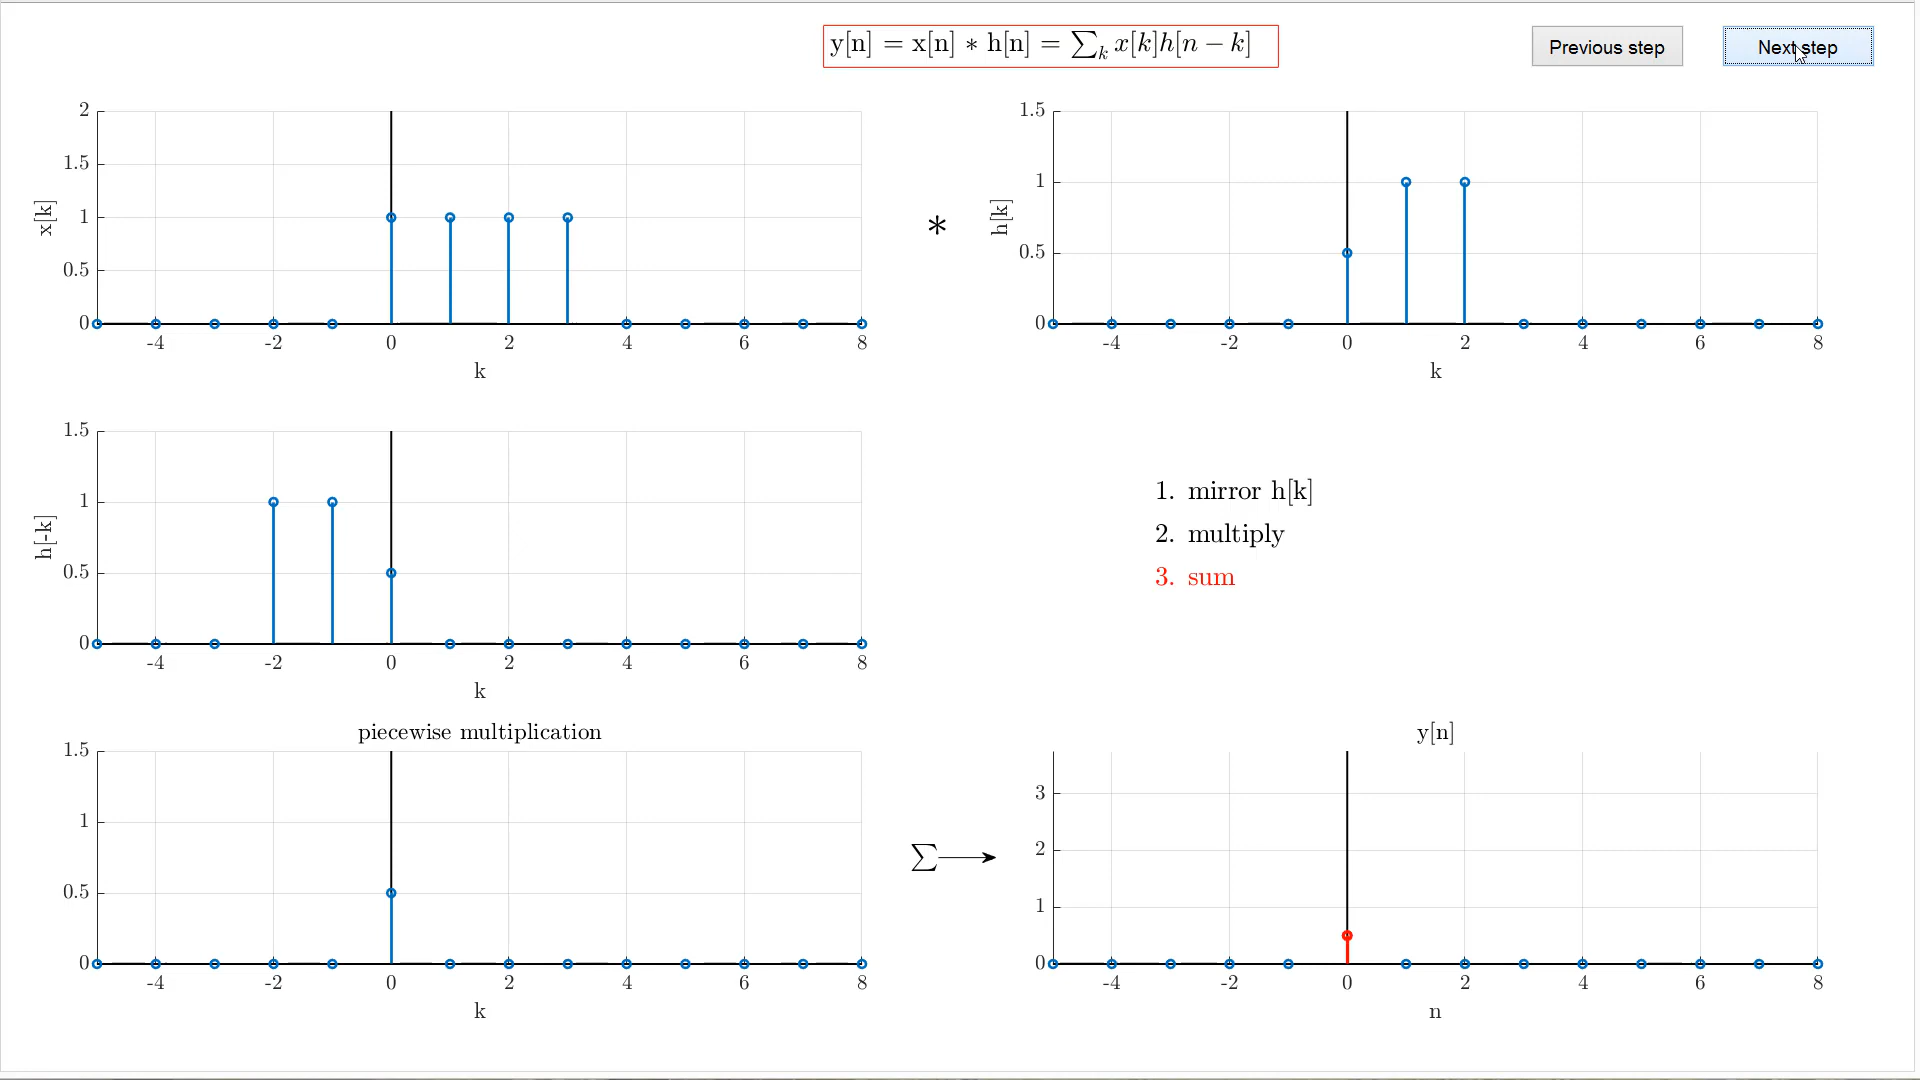 y[n] = x[n] ∗ h[n] = ∑ₖ x[k]h[n − k]
Previous step
Next step
2
1.5
1
0.5
0
x[k]
-4 -2 0 2 4 6 8
k
*
1.5
1
0.5
0
h[k]
-4 -2 0 2 4 6 8
k
1.5
1
0.5
0
h[-k]
-4 -2 0 2 4 6 8
k
1. mirror h[k]
2. multiply
3. sum
piecewise multiplication
1.5
1
0.5
0
-4 -2 0 2 4 6 8
k
∑⟶
y[n]
3
2
1
0
-4 -2 0 2 4 6 8
n